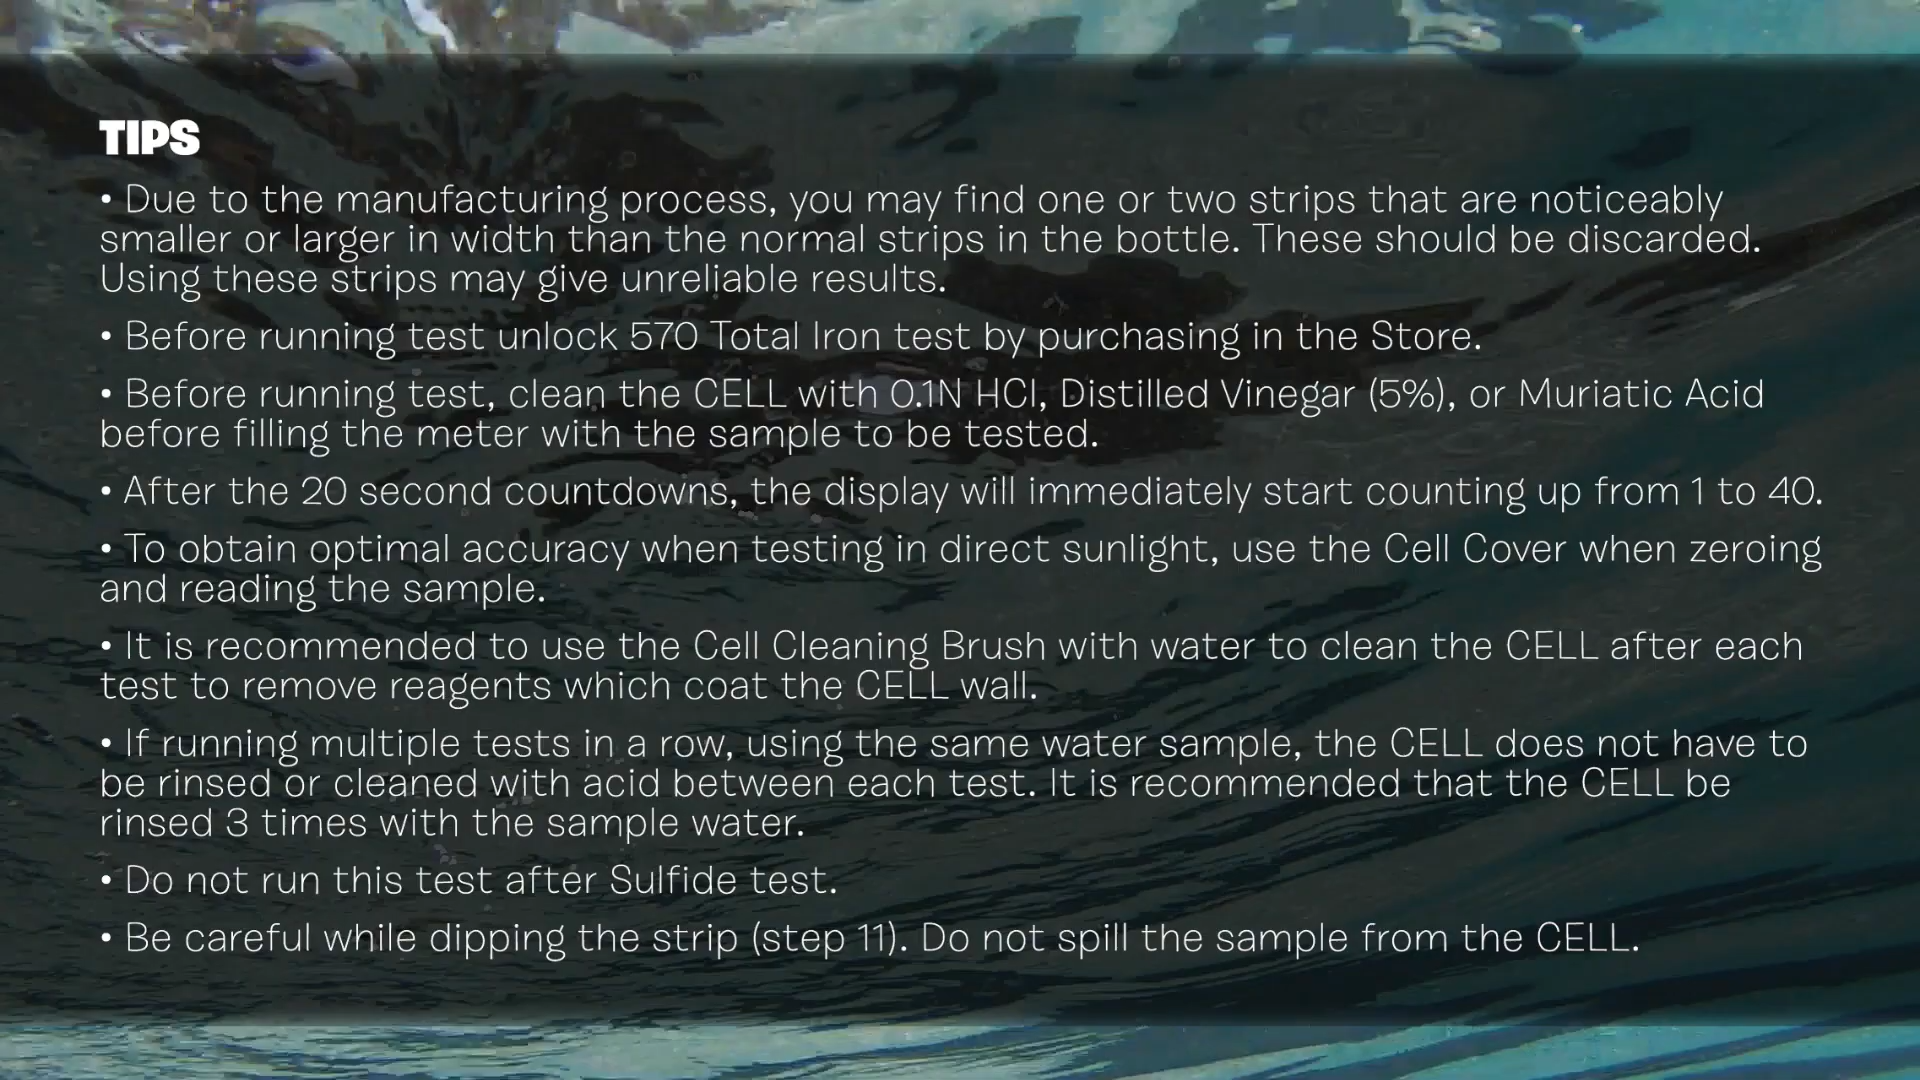 TIPS
• Due to the manufacturing process, you may find one or two strips that are noticeably
smaller or larger in width than the normal strips in the bottle. These should be discarded.
Using these strips may give unreliable results.
• Before running test unlock 570 Total Iron test by purchasing in the Store.
• Before running test, clean the CELL with 0.1N HCl, Distilled Vinegar (5%), or Muriatic Acid
before filling the meter with the sample to be tested.
• After the 20 second countdowns, the display will immediately start counting up from 1 to 40.
• To obtain optimal accuracy when testing in direct sunlight, use the Cell Cover when zeroing
and reading the sample.
• It is recommended to use the Cell Cleaning Brush with water to clean the CELL after each
test to remove reagents which coat the CELL wall.
• If running multiple tests in a row, using the same water sample, the CELL does not have to
be rinsed or cleaned with acid between each test. It is recommended that the CELL be
rinsed 3 times with the sample water.
• Do not run this test after Sulfide test.
• Be careful while dipping the strip (step 11). Do not spill the sample from the CELL.